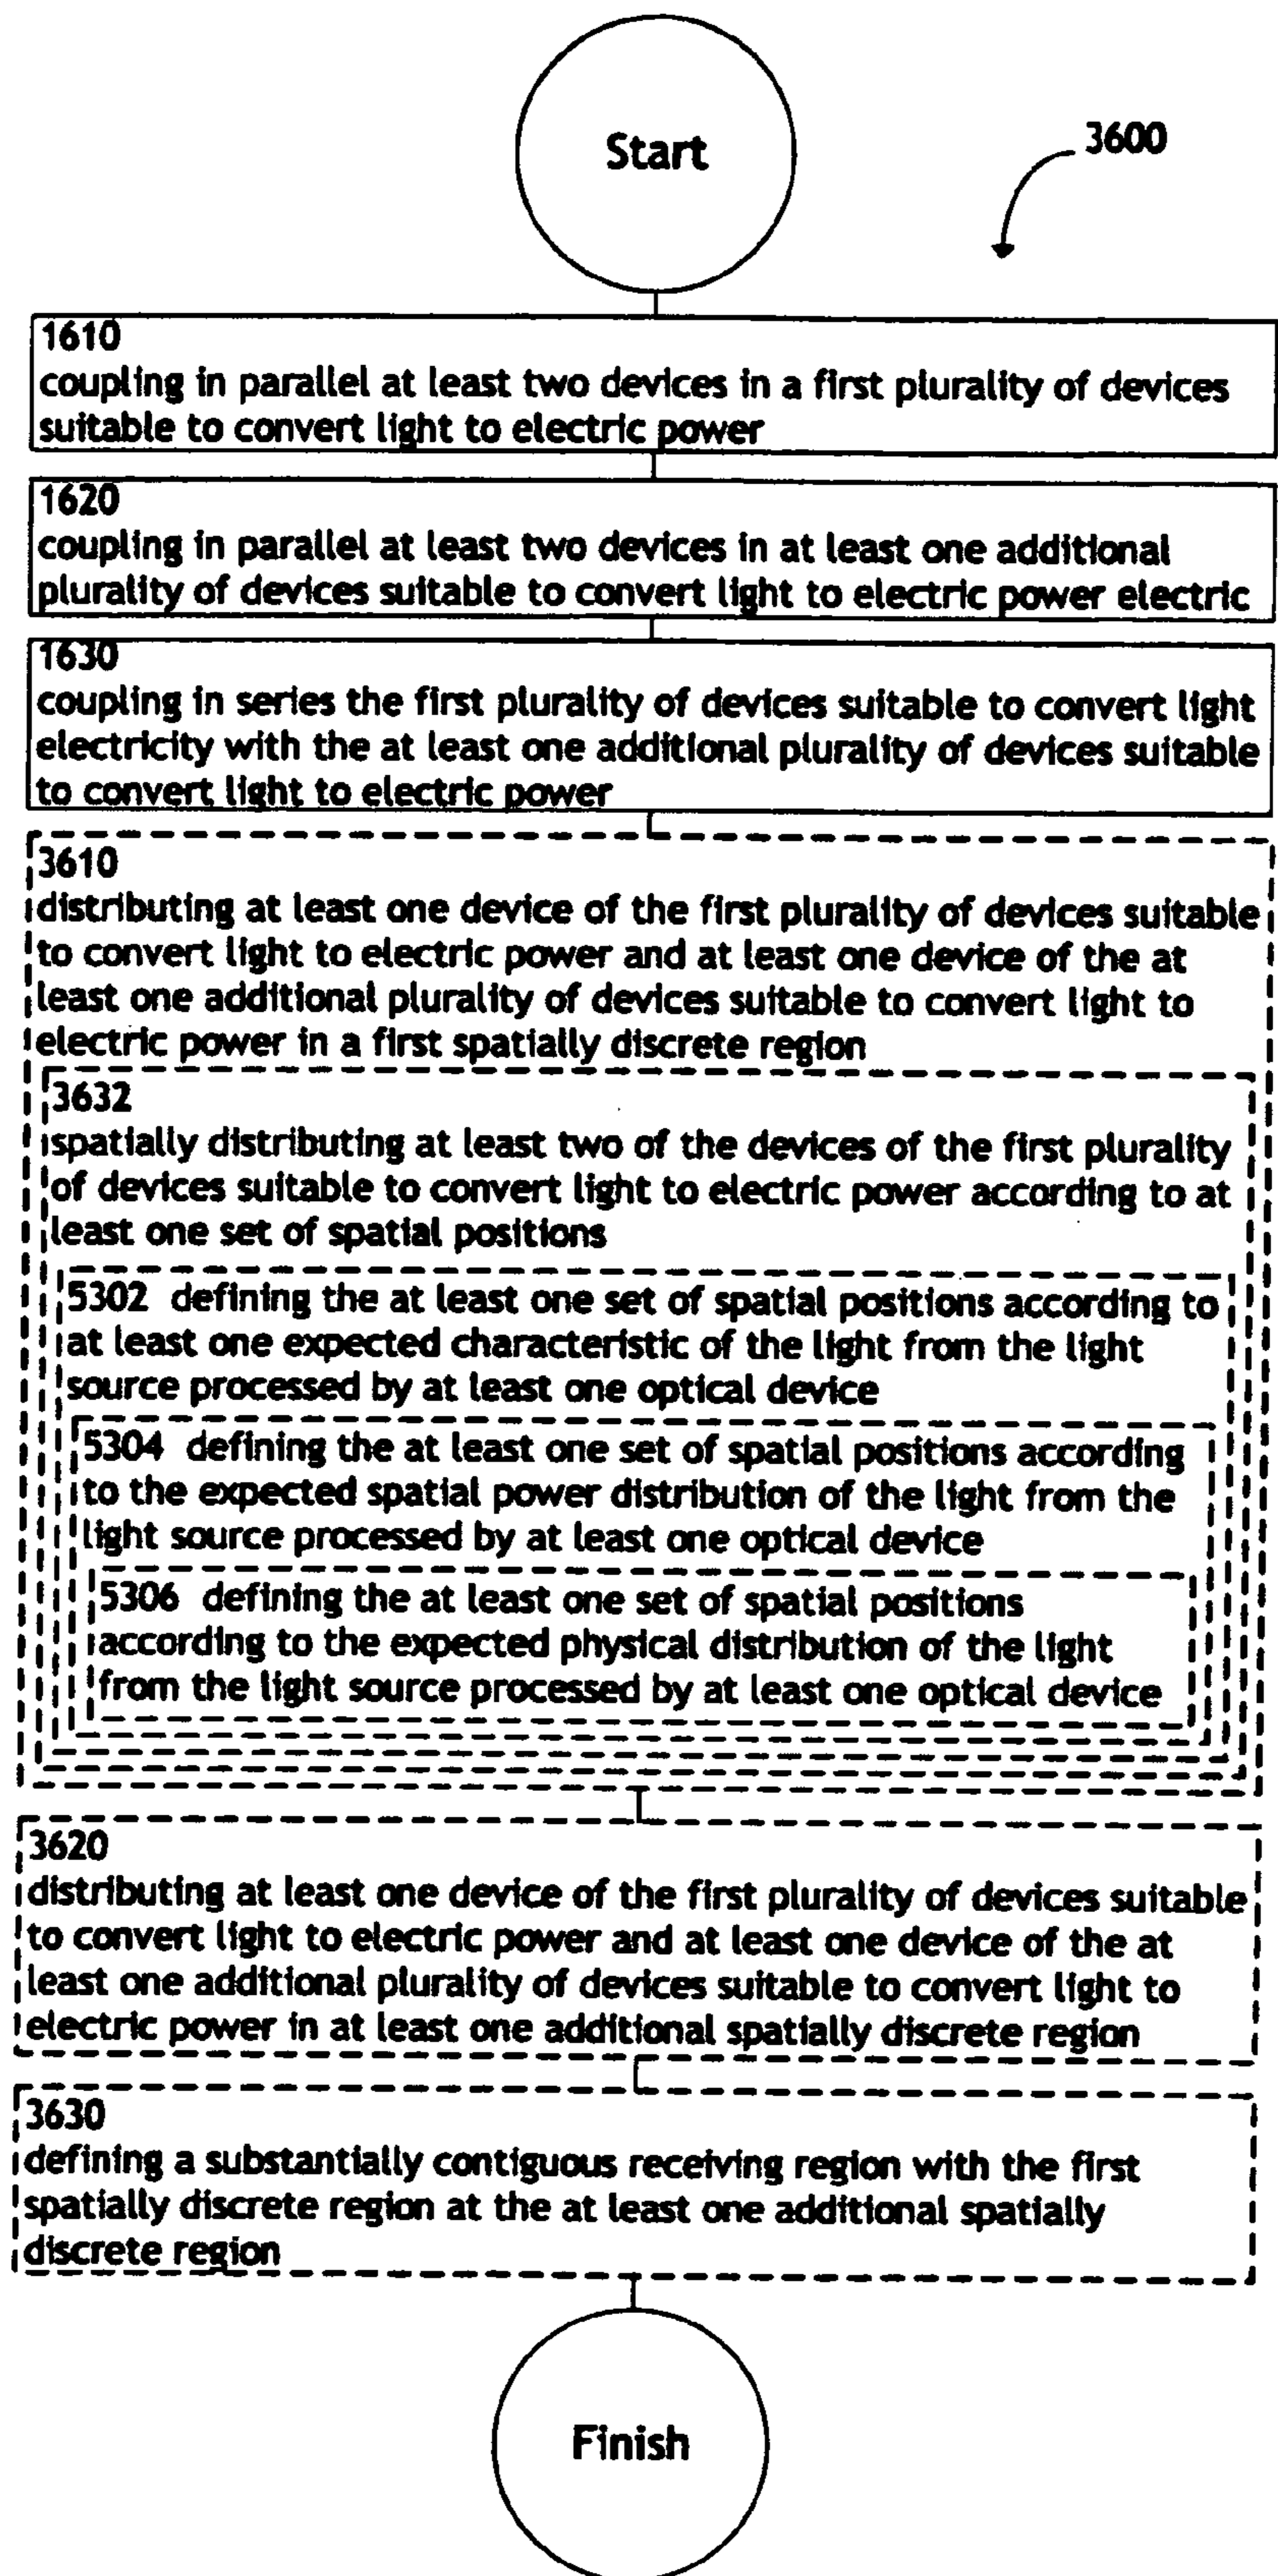 Start
3600
1610
coupling in parallel at least two devices in a first plurality of devices
suitable to convert light to electric power
1620
coupling in parallel at least two devices in at least one additional
plurality of devices suitable to convert light to electric power electric
1630
coupling in series the first plurality of devices suitable to convert light
electricity with the at least one additional plurality of devices suitable
to convert light to electric power
3610
distributing at least one device of the first plurality of devices suitable
to convert light to electric power and at least one device of the at
least one additional plurality of devices suitable to convert light to
electric power in a first spatially discrete region
3632
spatially distributing at least two of the devices of the first plurality
of devices suitable to convert light to electric power according to at
least one set of spatial positions
5302 defining the at least one set of spatial positions according to
at least one expected characteristic of the light from the light
source processed by at least one optical device
5304 defining the at least one set of spatial positions according
to the expected spatial power distribution of the light from the
light source processed by at least one optical device
5306 defining the at least one set of spatial positions
according to the expected physical distribution of the light
from the light source processed by at least one optical device
3620
distributing at least one device of the first plurality of devices suitable
to convert light to electric power and at least one device of the at
least one additional plurality of devices suitable to convert light to
electric power in at least one additional spatially discrete region
3630
defining a substantially contiguous receiving region with the first
spatially discrete region at the at least one additional spatially
discrete region
Finish